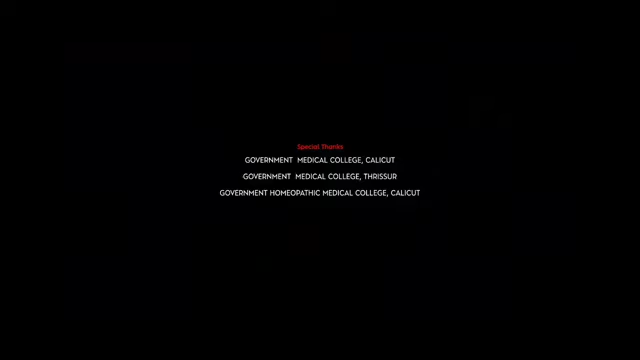 Special Thanks
GOVERNMENT MEDICAL COLLEGE, CALICUT
GOVERNMENT MEDICAL COLLEGE, THRISSUR
GOVERNMENT HOMEOPATHIC MEDICAL COLLEGE, CALICUT